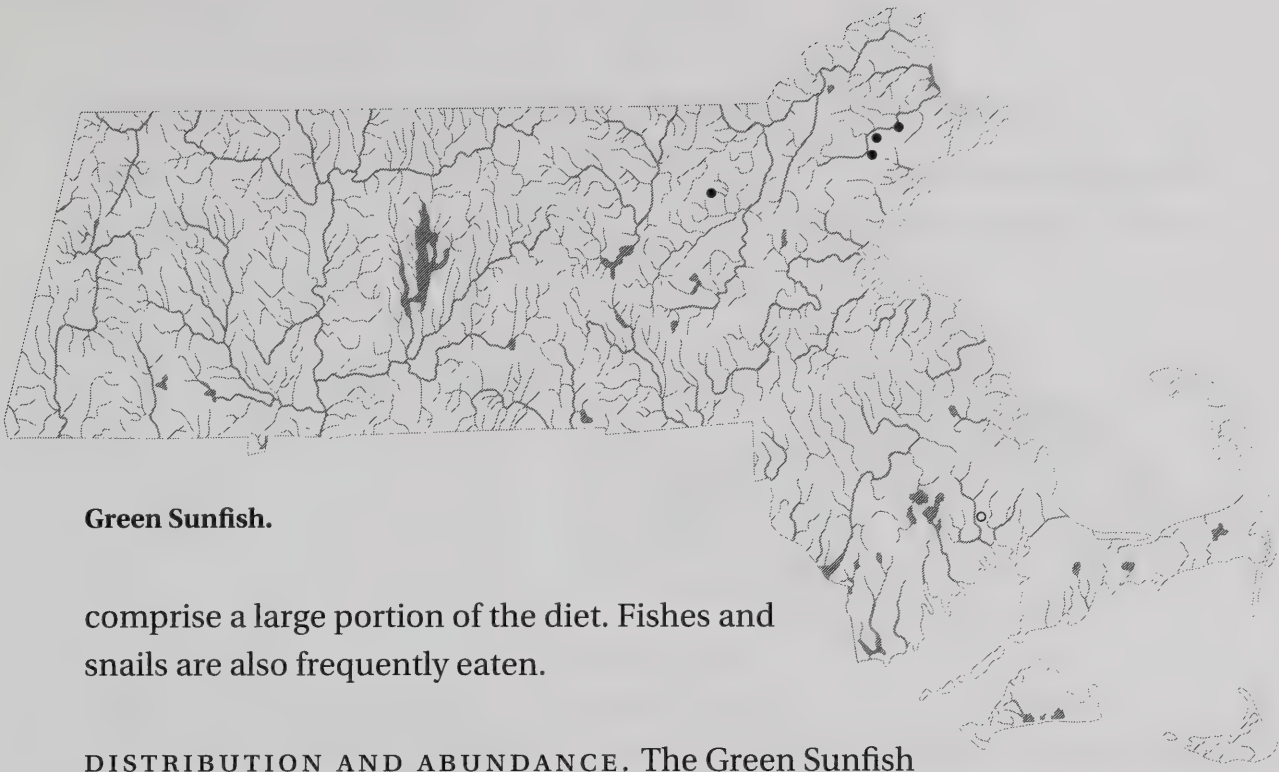 Green Sunfish.
comprise a large portion of the diet. Fishes and
snails are also frequently eaten.
DISTRIBUTION AND ABUNDANCE. The Green Sunfish